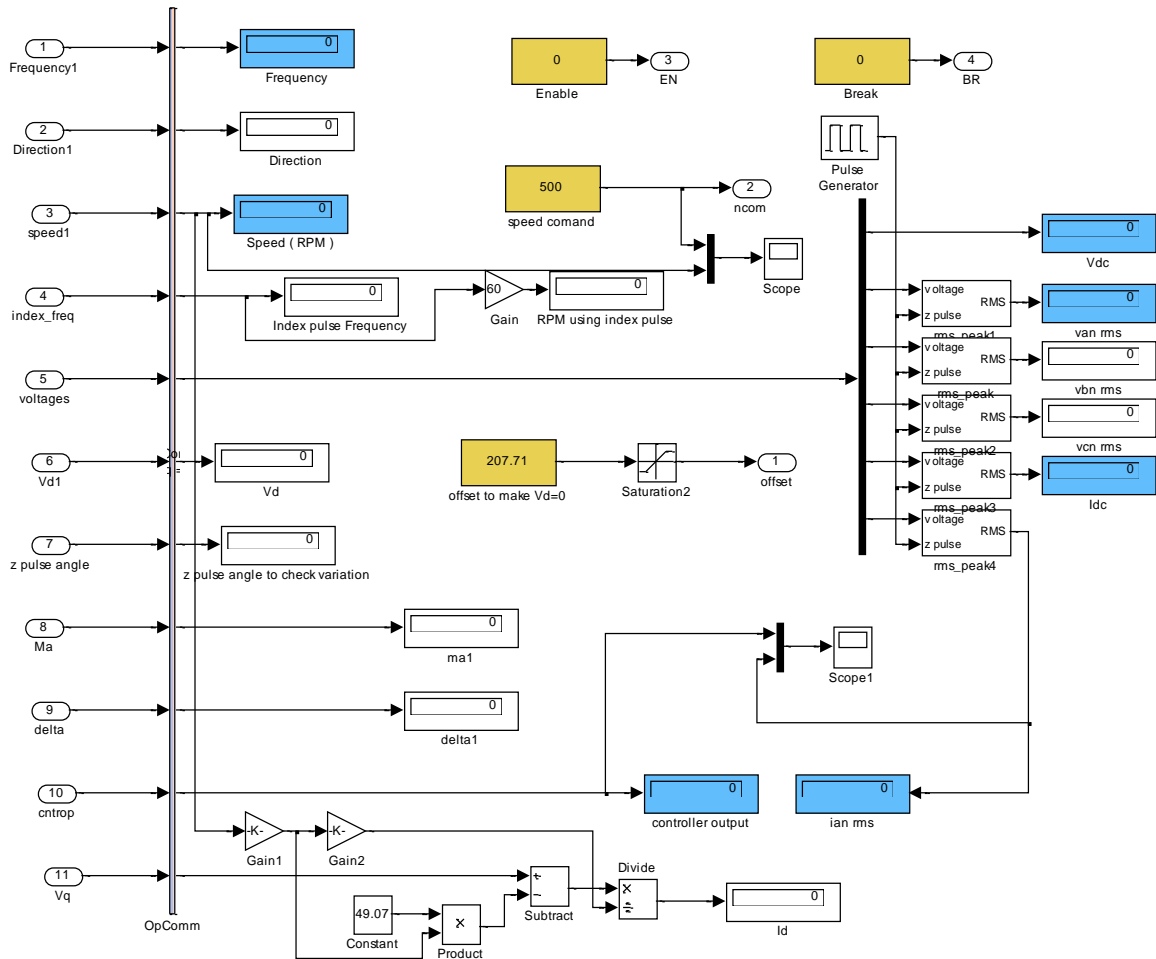 1
Frequency1
0
Frequency
0
Enable
3
EN
0
Break
4
BR
2
Direction1
0
Direction
Pulse
Generator
3
speed1
0
Speed ( RPM )
500
speed comand
2
ncom
Scope
0
Vdc
4
index_freq
0
Index pulse Frequency
60
Gain
0
RPM using index pulse
voltage
z pulse
RMS
rms_peak1
0
van rms
5
voltages
voltage
z pulse
RMS
rms_peak
0
vbn rms
voltage
z pulse
RMS
rms_peak2
0
vcn rms
6
Vd1
0
Vd
207.71
offset to make Vd=0
Saturation2
1
offset
voltage
z pulse
RMS
rms_peak3
0
Idc
7
z pulse angle
0
z pulse angle to check variation
voltage
z pulse
RMS
rms_peak4
8
Ma
0
ma1
Scope1
9
delta
0
delta1
10
cntrop
0
controller output
0
ian rms
-K-
Gain1
-K-
Gain2
11
Vq
OpComm
49.07
Constant
x
Product
+
−
Subtract
Divide
x
÷
0
Id